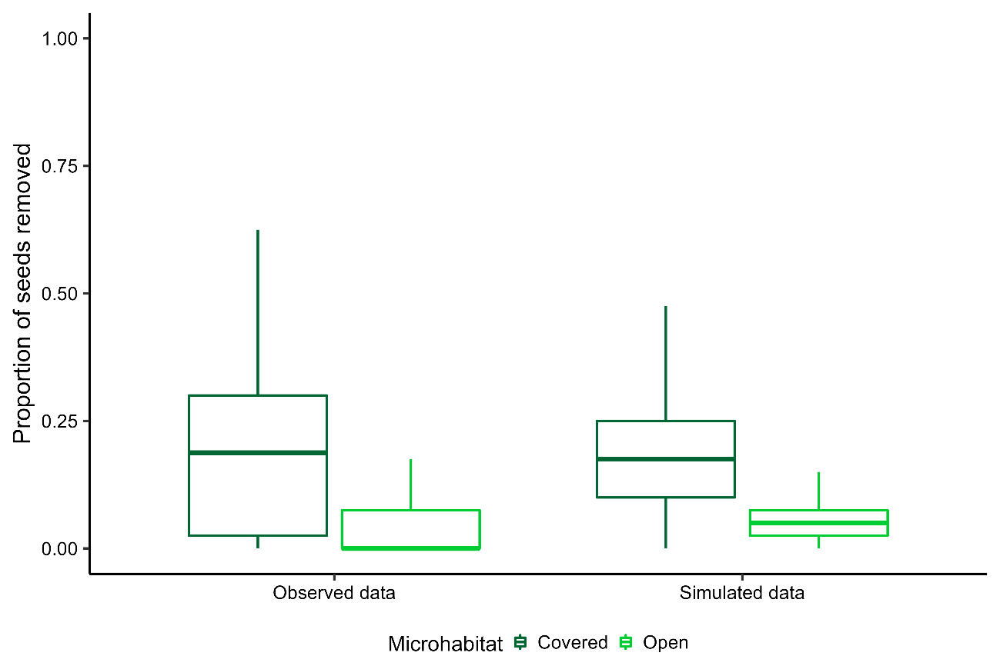 Proportion of seeds removed
1.00
0.75
0.50
0.25
0.00
Observed data
Simulated data
Microhabitat Covered Open